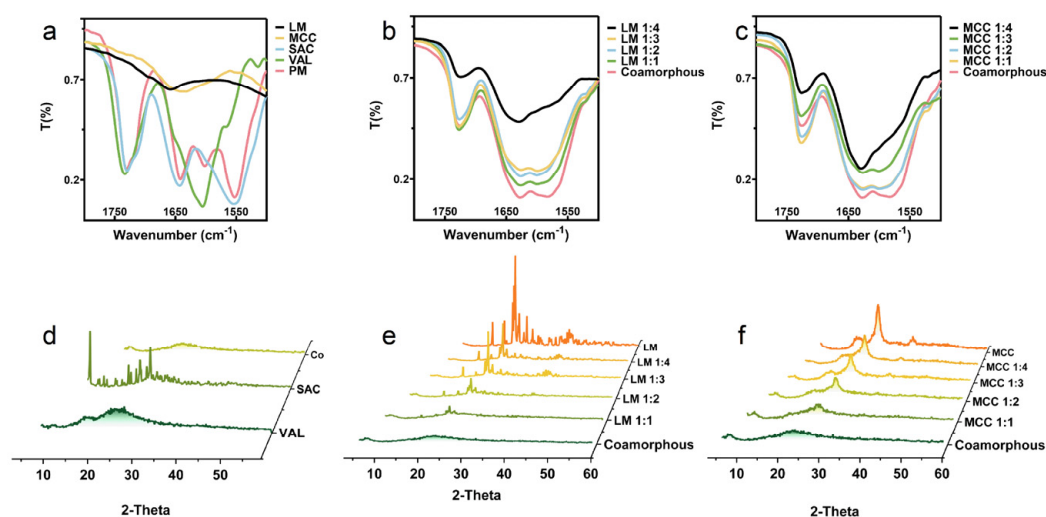 a
LM
MCC
SAC
VAL
PM
T(%)
0.7
0.2
1750
1650
1550
Wavenumber (cm-1)
b
LM 1:4
LM 1:3
LM 1:2
LM 1:1
Coamorphous
T(%)
0.7
0.2
1750
1650
1550
Wavenumber (cm-1)
c
MCC 1:4
MCC 1:3
MCC 1:2
MCC 1:1
Coamorphous
T(%)
0.7
0.2
1750
1650
1550
Wavenumber (cm-1)
d
Co
SAC
VAL
10 20 30 40 50
2-Theta
e
LM
LM 1:4
LM 1:3
LM 1:2
LM 1:1
Coamorphous
10 20 30 40 50 60
2-Theta
f
MCC
MCC 1:4
MCC 1:3
MCC 1:2
MCC 1:1
Coamorphous
10 20 30 40 50 60
2-Theta